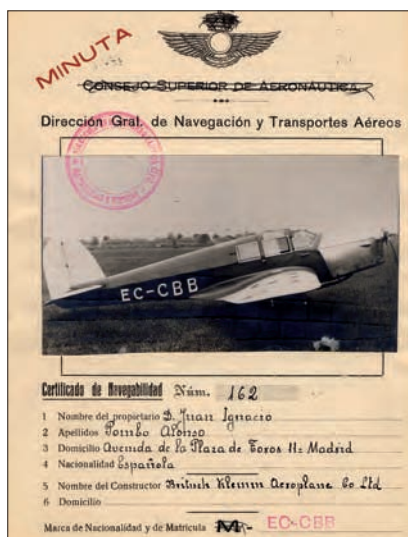 MINUTA
CONSEJO SUPERIOR DE AERONÁUTICA
Dirección Gral. de Navegación y Transportes Aéreos
EC-CBB
Certificado de Navegabilidad Núm. 162
1 Nombre del propietario D. Juan Ignacio
2 Apellidos Pombo Alonso
3 Domicilio Avenida de la Plaza de Toros 11= Madrid
4 Nacionalidad Española
5 Nombre del Constructor Britisch Klemm Aeroplane Co Ltd
6 Domicilio
Marca de Nacionalidad y de Matrícula M- EC-CBB